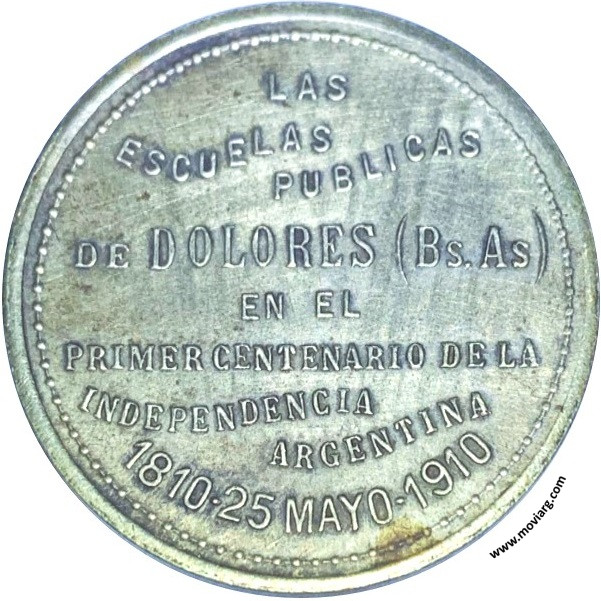 LAS
ESCUELAS
PUBLICAS
DE DOLORES (Bs. As)
EN EL
PRIMER CENTENARIO DE LA
INDEPENDENCIA
ARGENTINA
1810-25 MAYO-1910
www.moviarg.com